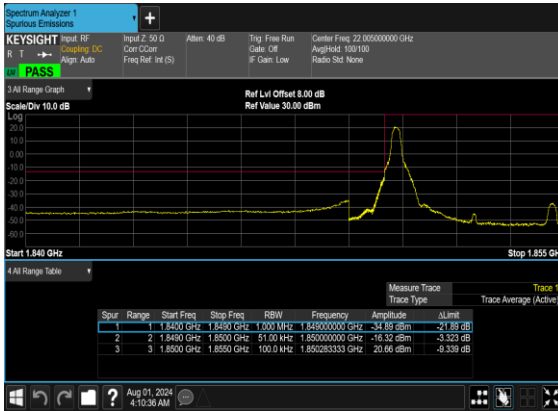 Spectrum Analyzer 1
Spurious Emissions
+
KEYSIGHT Input: RF Input Z: 50 Ω Atten: 40 dB Trig: Free Run Center Freq: 22.005000000 GHz
R T Coupling: DC Corr CCorr Gate: Off Avg|Hold: 100/100
Align: Auto Freq Ref: Int (S) IF Gain: Low Radio Std: None
LXI PASS
3 All Range Graph
Ref Lvl Offset 8.00 dB
Scale/Div 10.0 dB Ref Value 30.00 dBm
Log
20.0
10.0
0.00
-10.0
-20.0
-30.0
-40.0
-50.0
-60.0
Start 1.840 GHz Stop 1.855 GH
4 All Range Table
Measure Trace Trace 1
Trace Type Trace Average (Active)
Spur Range Start Freq Stop Freq RBW Frequency Amplitude ΔLimit
1 1 1.8400 GHz 1.8490 GHz 1.000 MHz 1.849000000 GHz -34.89 dBm -21.89 dB
2 2 1.8490 GHz 1.8500 GHz 51.00 kHz 1.850000000 GHz -16.32 dBm -3.323 dB
3 3 1.8500 GHz 1.8550 GHz 100.0 kHz 1.850283333 GHz 20.66 dBm -9.339 dB
?
Aug 01, 2024
4:10:36 AM